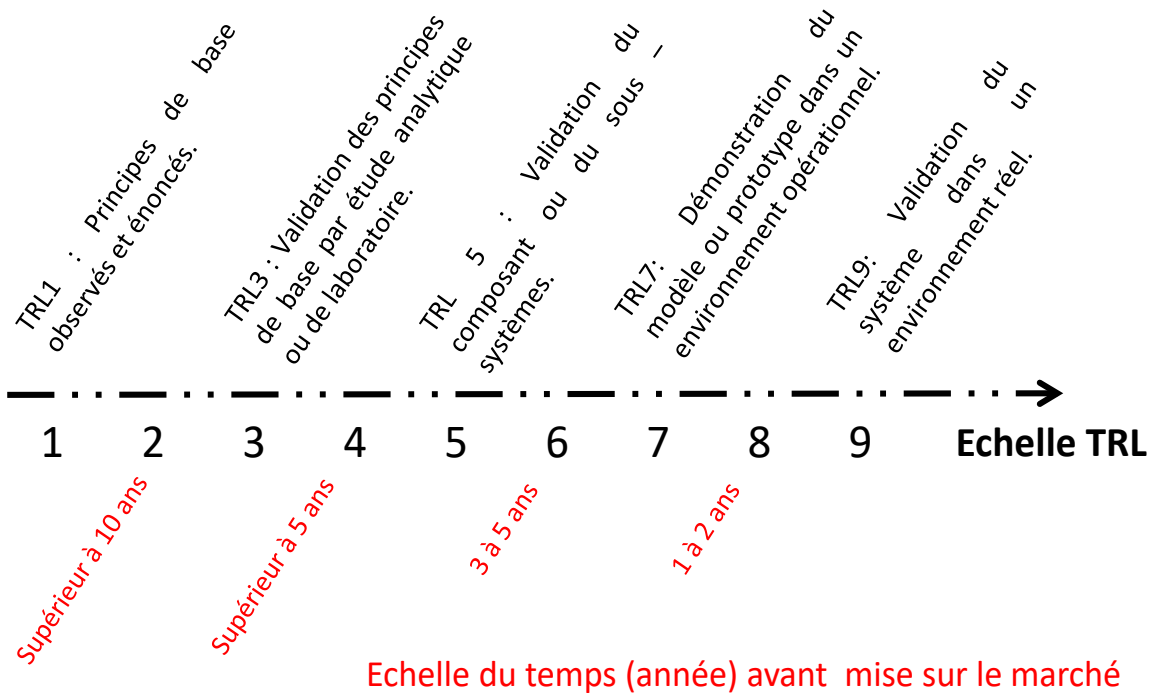 TRL1 : Principes de base
observés et énoncés.
TRL3 : Validation des principes
de base par étude analytique
ou de laboratoire.
TRL 5 : Validation du
composant ou du sous –
systèmes.
TRL7: Démonstration du
modèle ou prototype dans un
environnement opérationnel.
TRL9: Validation du
système dans un
environnement réel.
1 2 3 4 5 6 7 8 9 Echelle TRL
Supérieur à 10 ans
Supérieur à 5 ans
3 à 5 ans
1 à 2 ans
Echelle du temps (année) avant mise sur le marché